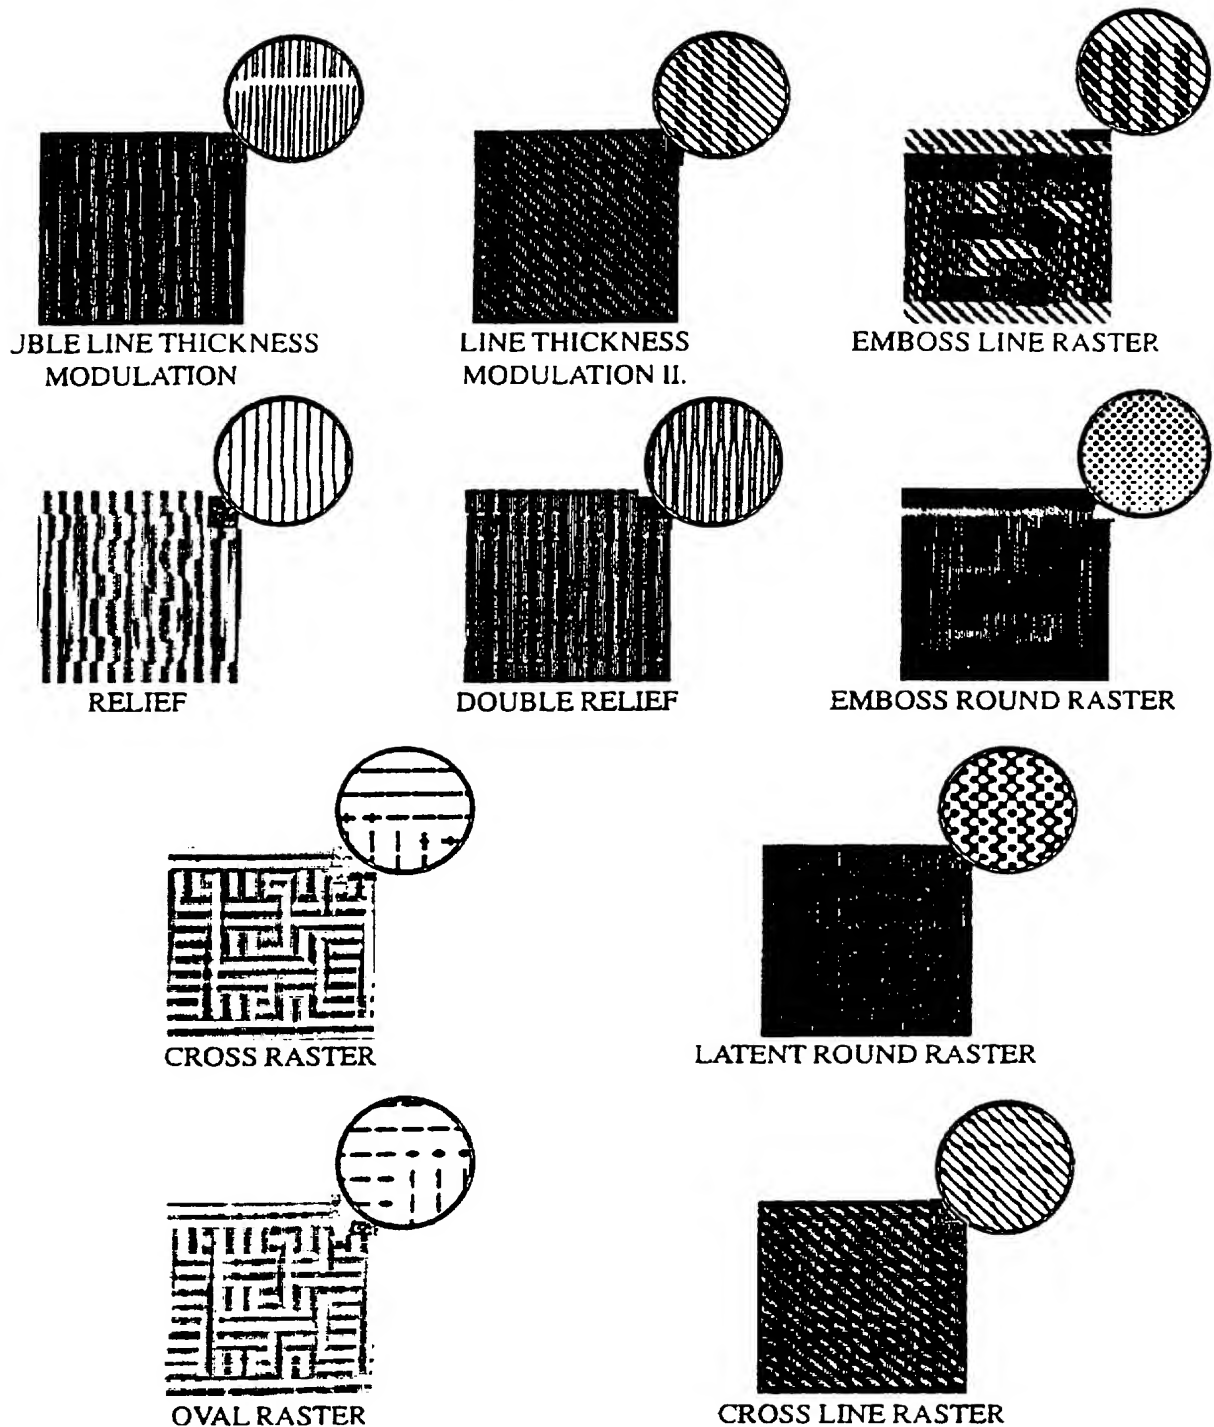 JBLE LINE THICKNESS
MODULATION
LINE THICKNESS
MODULATION II.
EMBOSS LINE RASTER
RELIEF
DOUBLE RELIEF
EMBOSS ROUND RASTER
CROSS RASTER
LATENT ROUND RASTER
OVAL RASTER
CROSS LINE RASTER